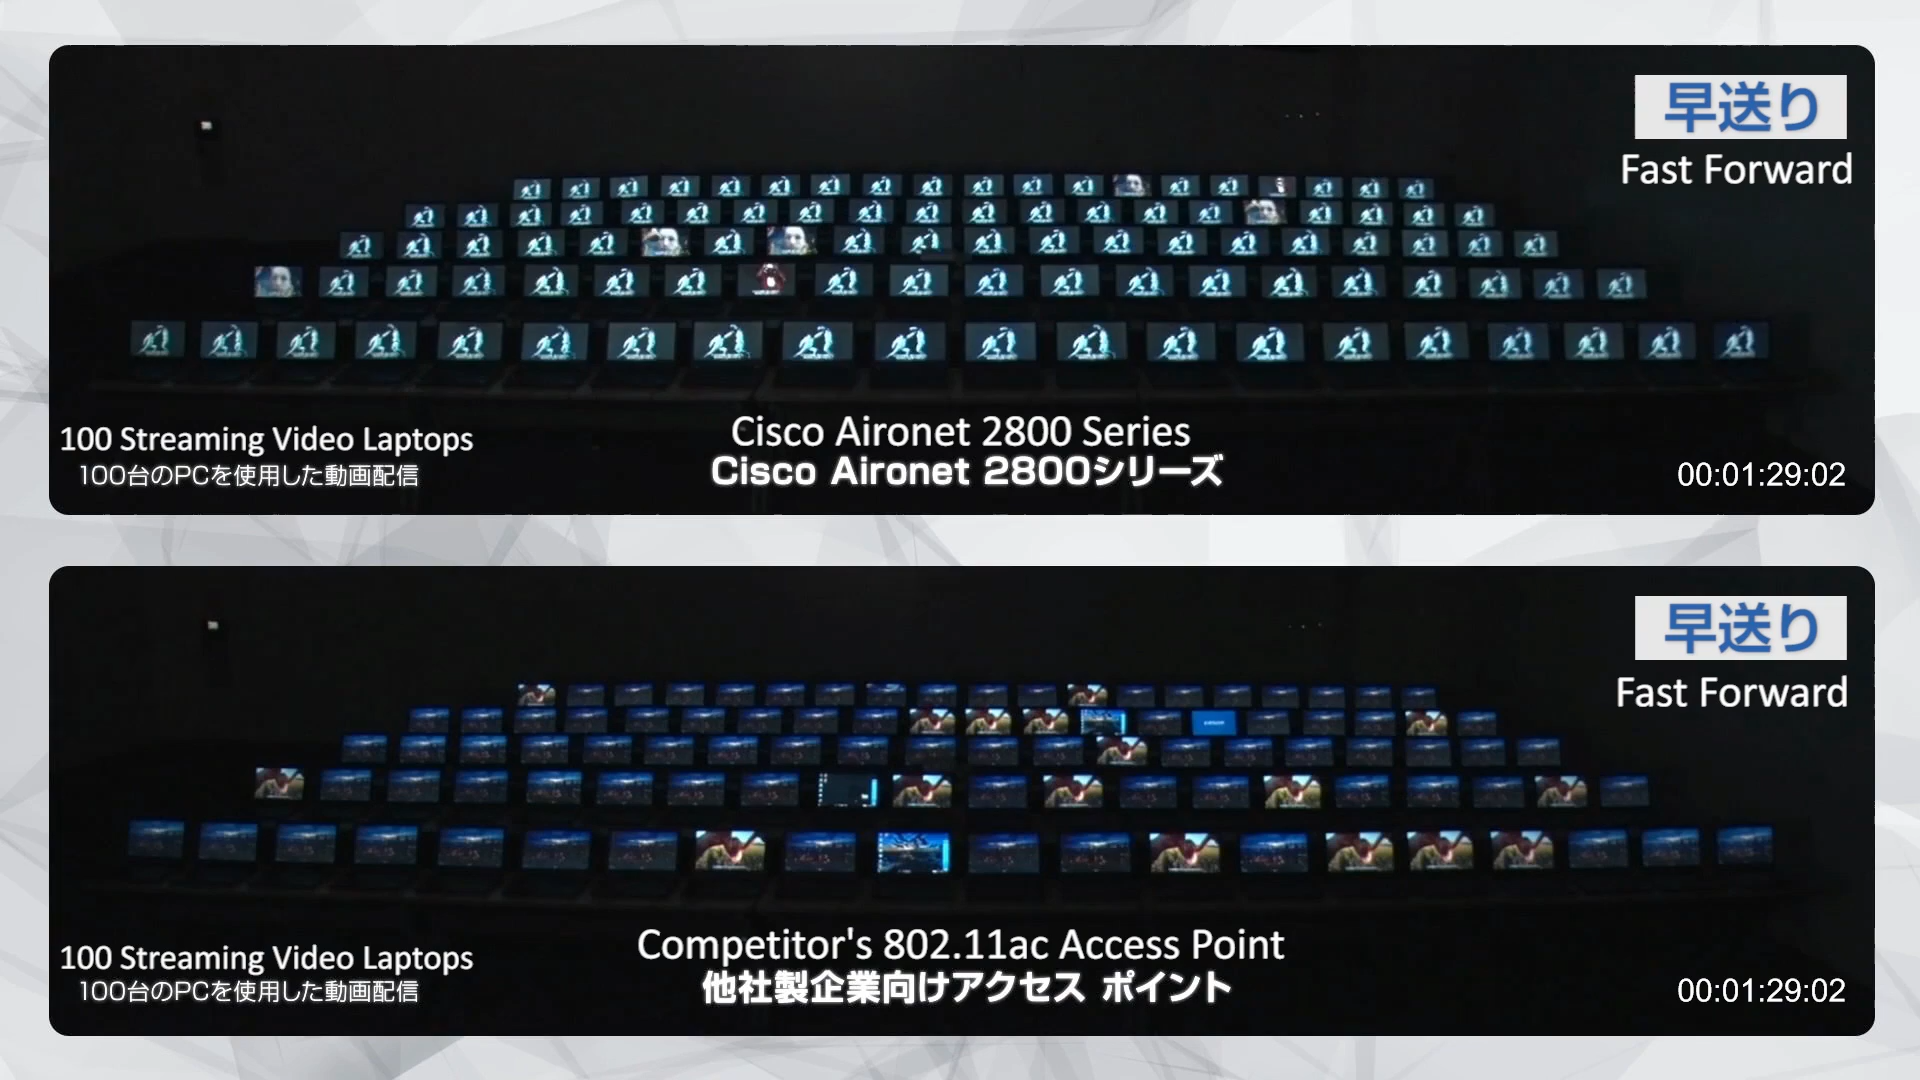 早送り
Fast Forward
100 Streaming Video Laptops
100台のPCを使用した動画配信
Cisco Aironet 2800 Series
Cisco Aironet 2800シリーズ
00:01:29:02
早送り
Fast Forward
100 Streaming Video Laptops
100台のPCを使用した動画配信
Competitor's 802.11ac Access Point
他社製企業向けアクセス ポイント
00:01:29:02